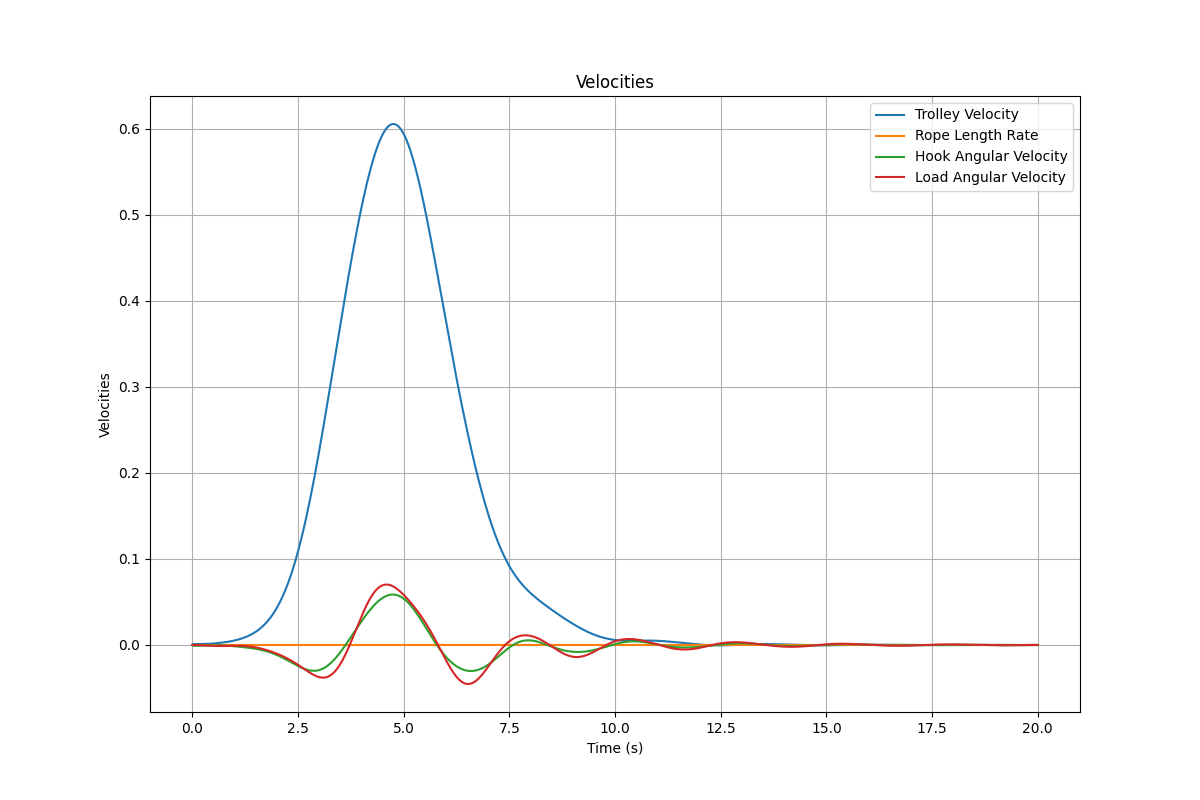 Velocities
Trolley Velocity
Rope Length Rate
Hook Angular Velocity
Load Angular Velocity
Velocities
0.6
0.5
0.4
0.3
0.2
0.1
0.0
0.0 2.5 5.0 7.5 10.0 12.5 15.0 17.5 20.0
Time (s)